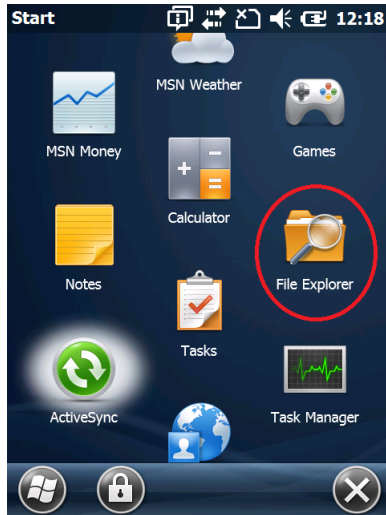 Start 12:18
MSN Weather
MSN Money
Games
Calculator
Notes
File Explorer
Tasks
ActiveSync
Task Manager